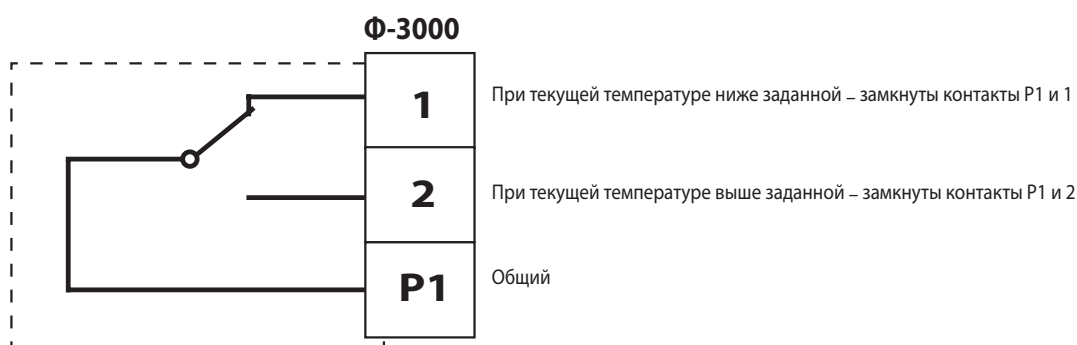 Ф-3000
1
При текущей температуре ниже заданной – замкнуты контакты P1 и 1
2
При текущей температуре выше заданной – замкнуты контакты P1 и 2
P1
Общий